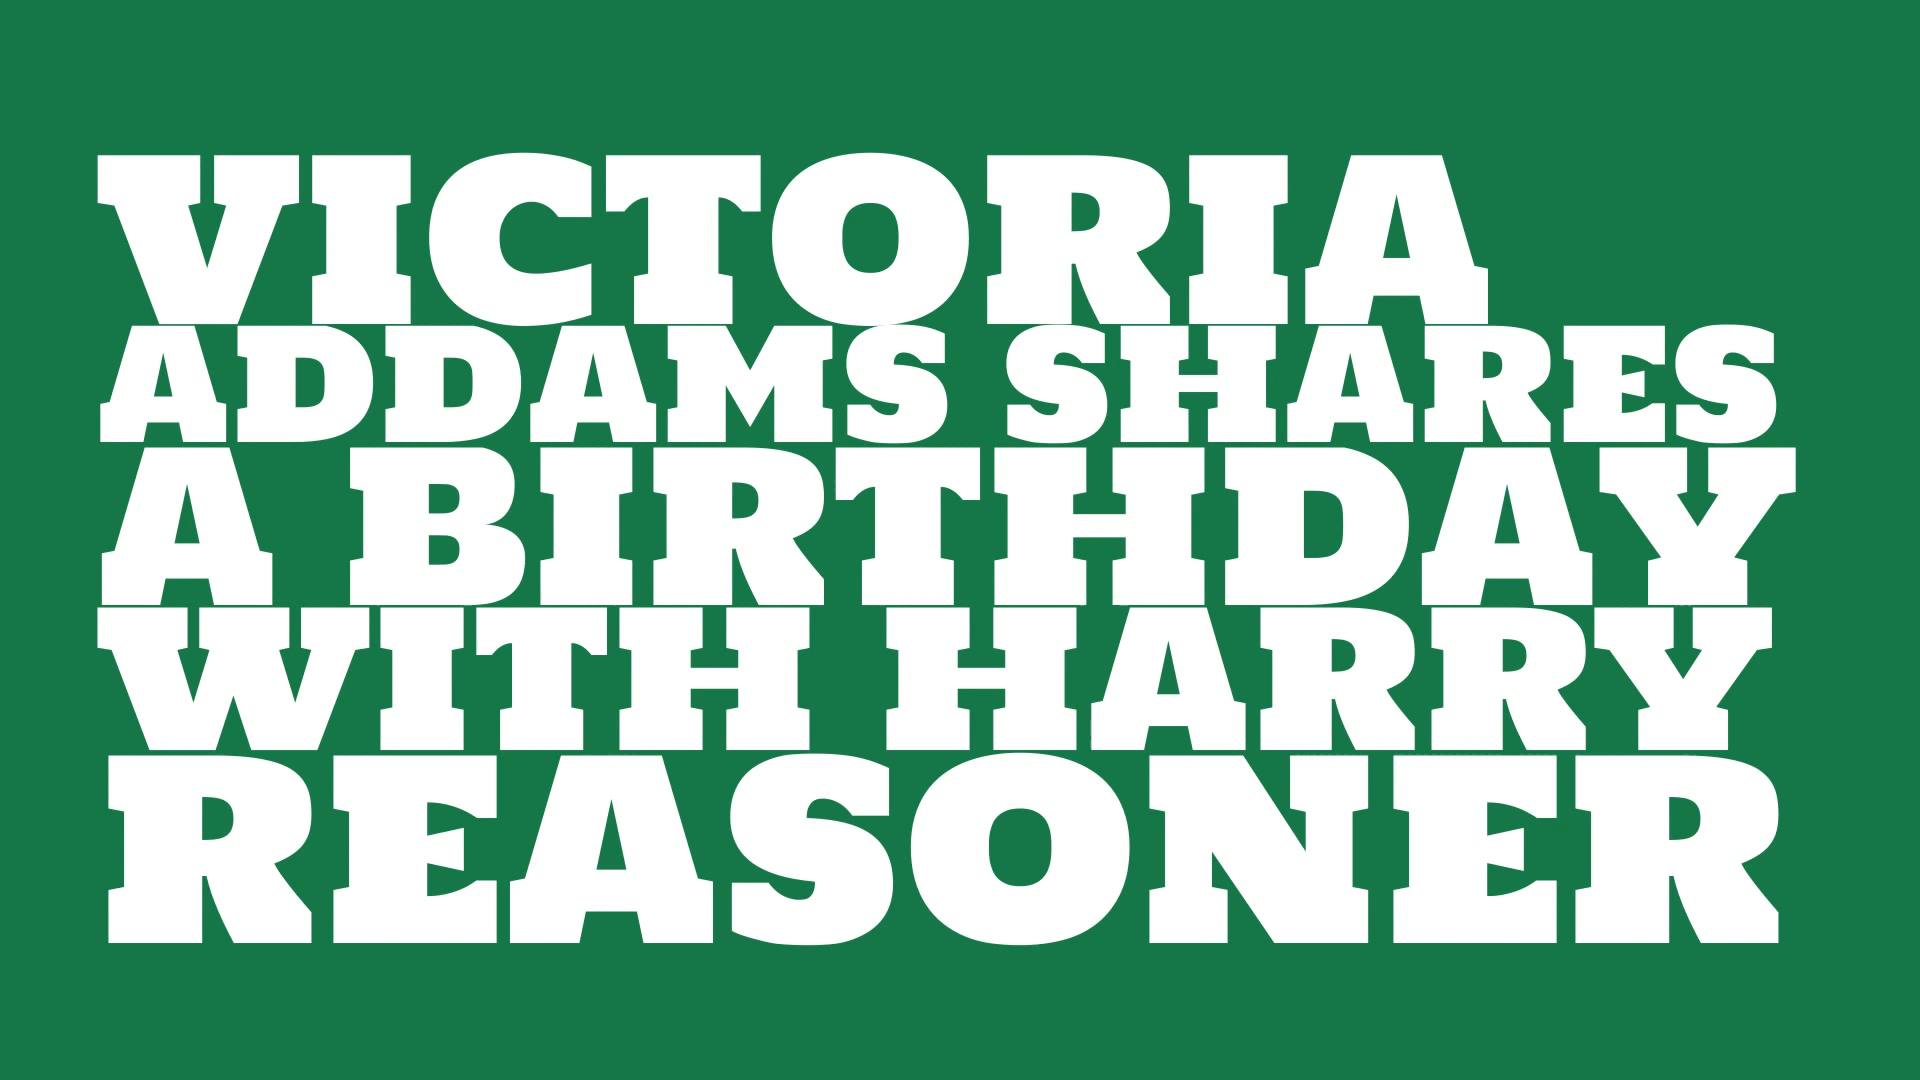 VICTORIA
ADDAMS SHARES
A BIRTHDAY
WITH HARRY
REASONER